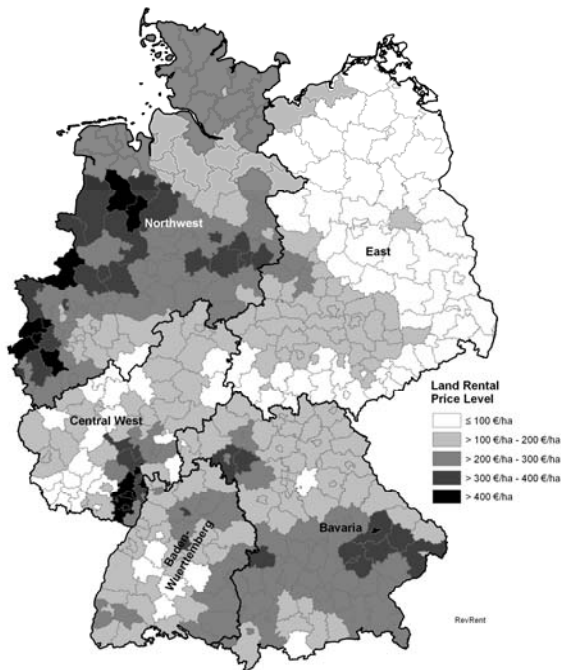 Northwest
East
Central West
Baden-
Wuerttemberg
Bavaria
Land Rental
Price Level
≤ 100 €/ha
> 100 €/ha - 200 €/ha
> 200 €/ha - 300 €/ha
> 300 €/ha - 400 €/ha
> 400 €/ha
RevRent